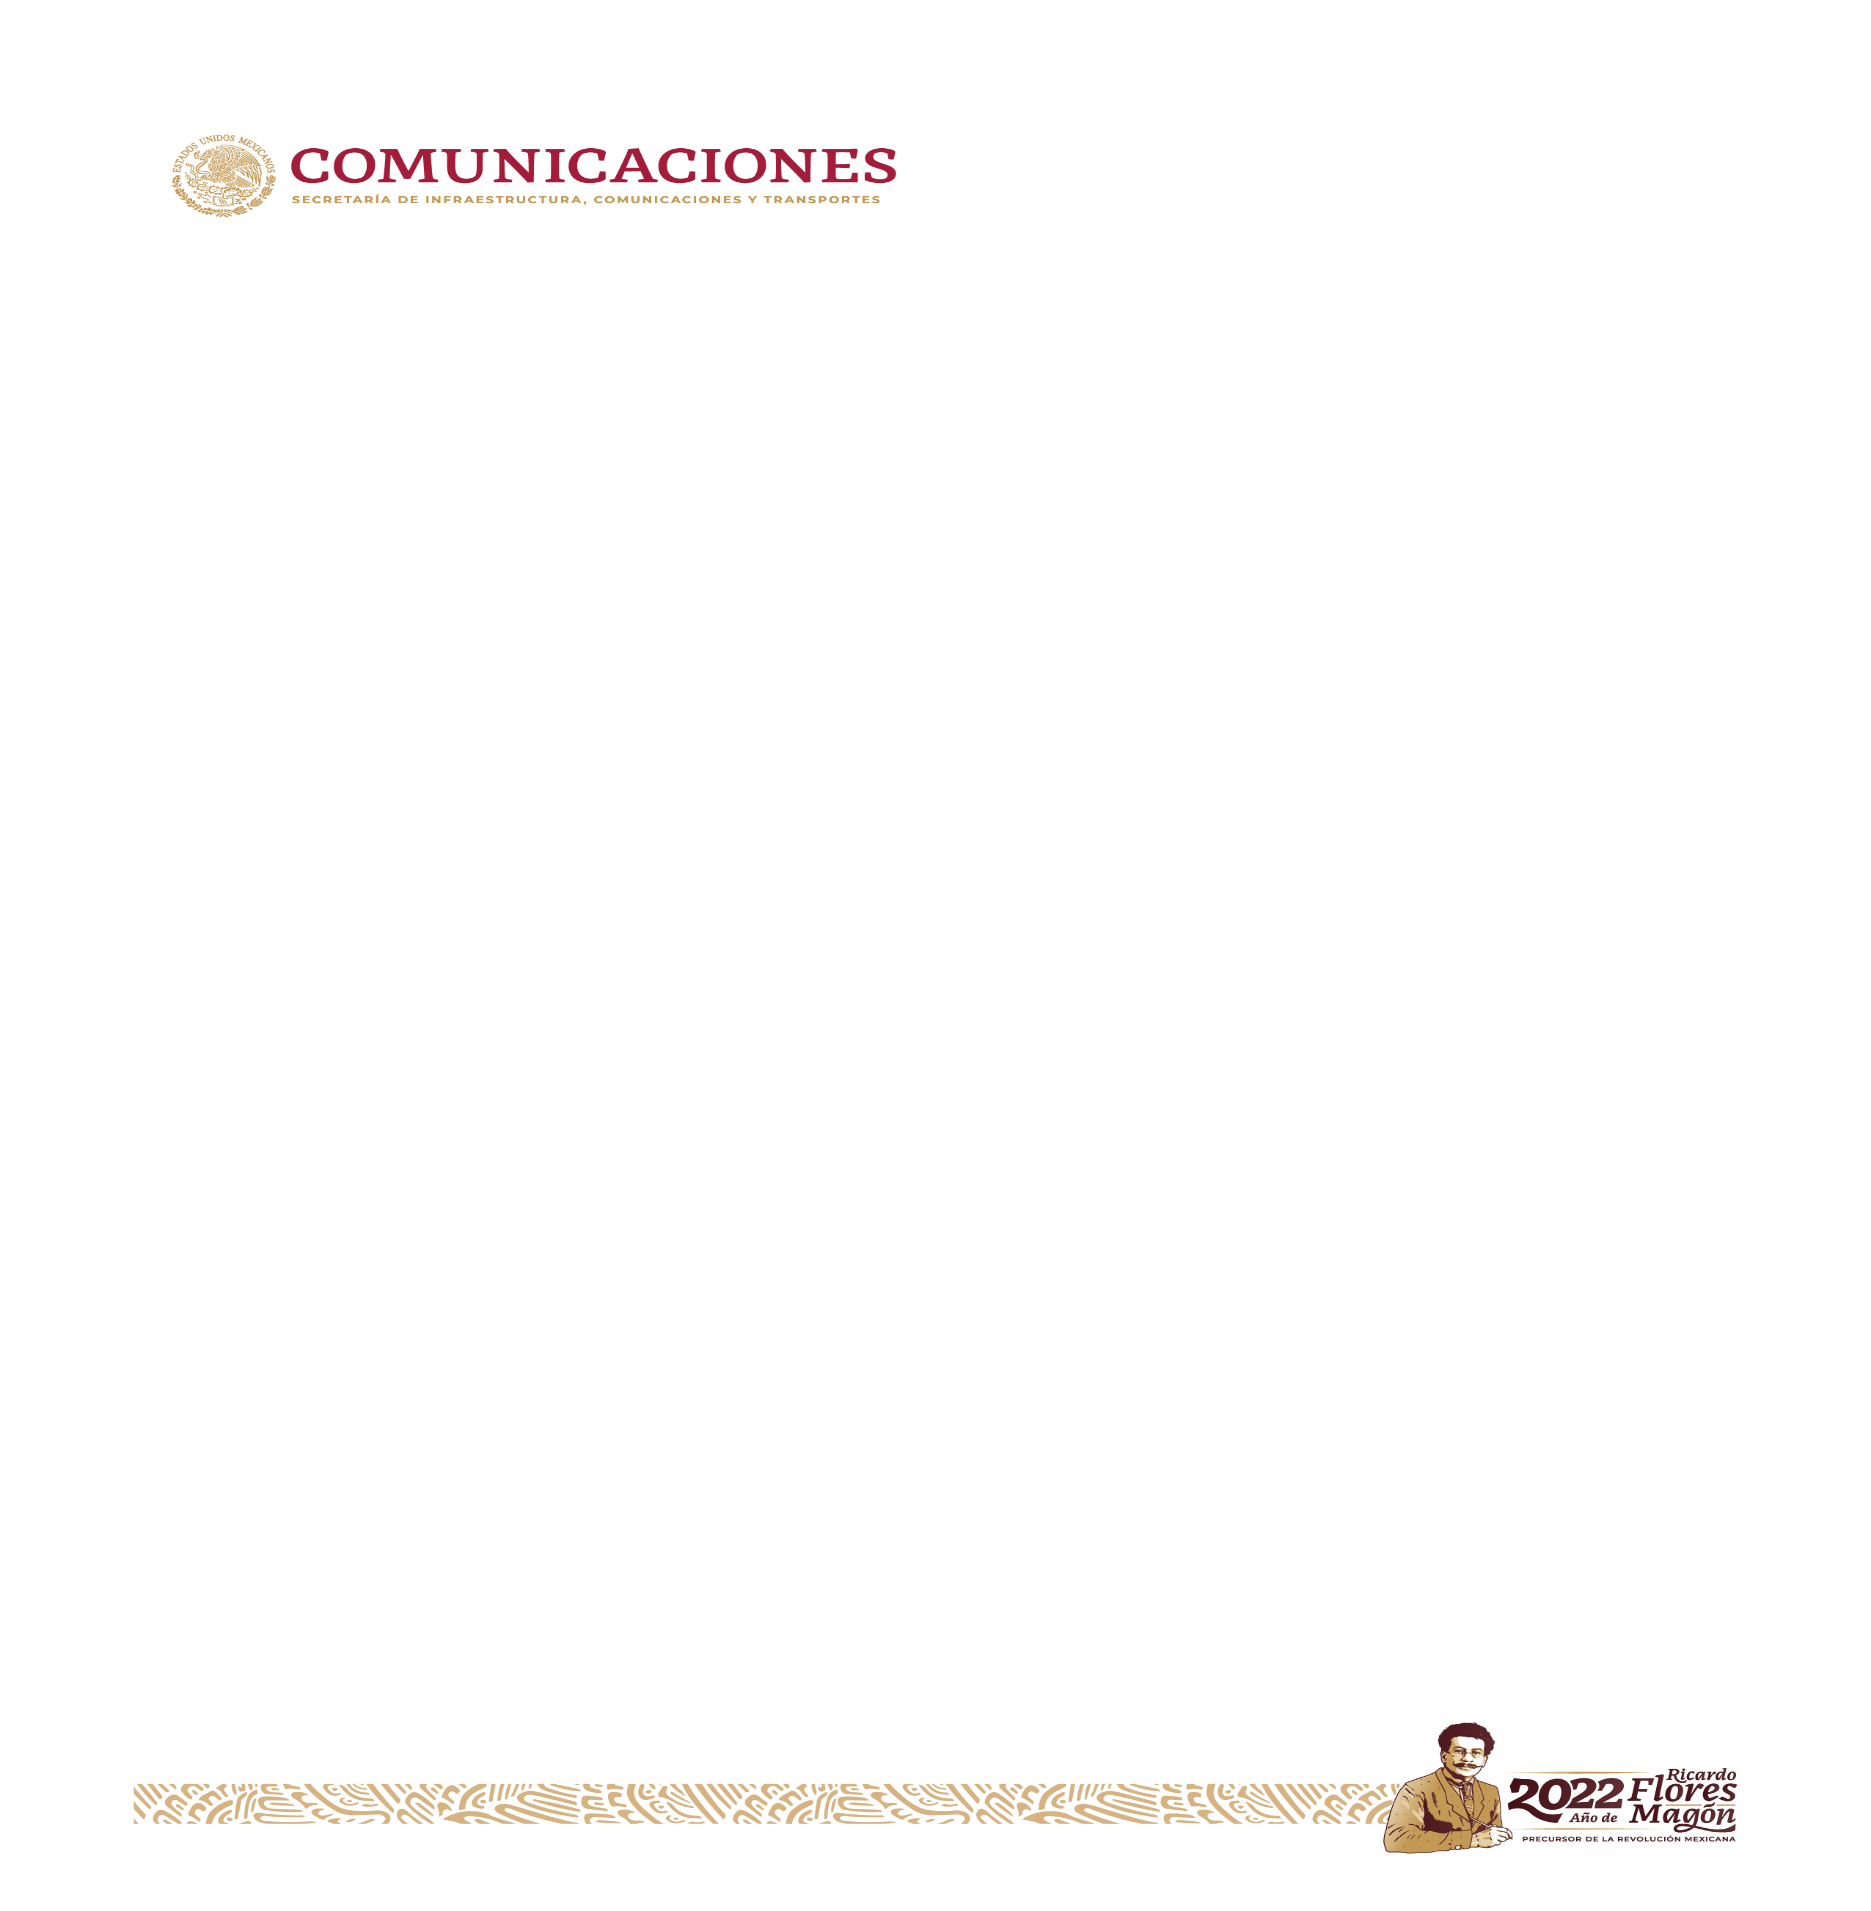 ESTADOS UNIDOS MEXICANOS
COMUNICACIONES
SECRETARÍA DE INFRAESTRUCTURA, COMUNICACIONES Y TRANSPORTES
2022 Ricardo
Flores
Año de Magón
PRECURSOR DE LA REVOLUCIÓN MEXICANA